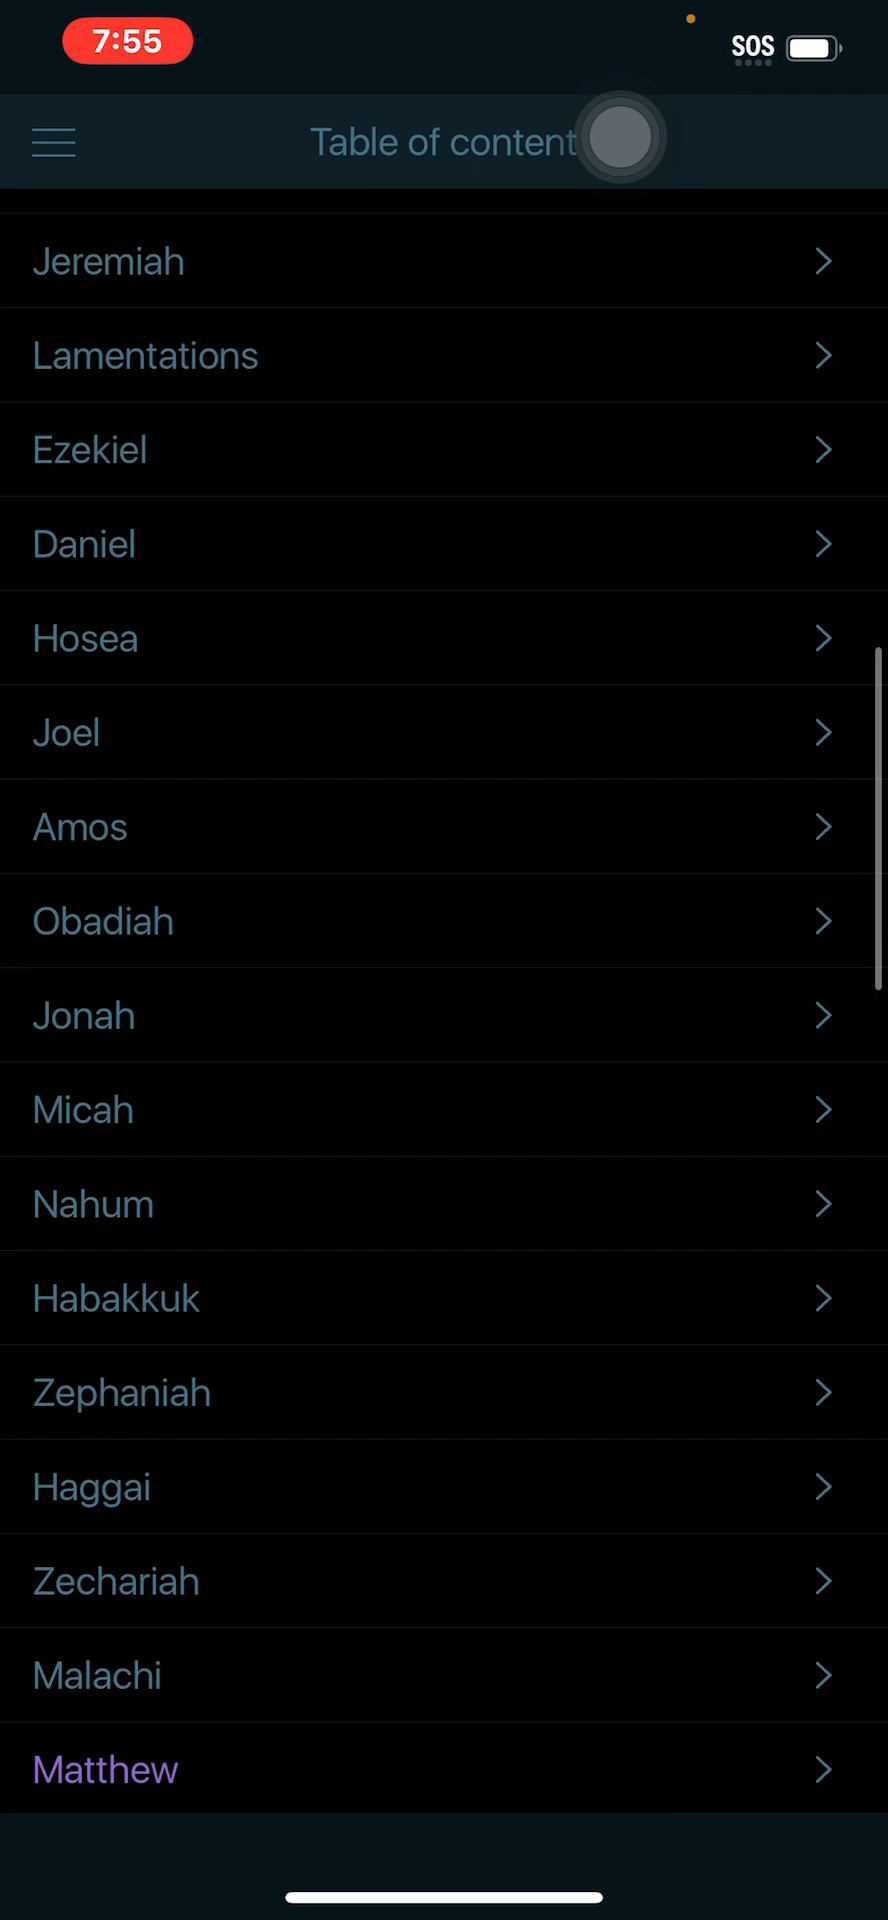 7:55
SOS
Table of content
Jeremiah
Lamentations
Ezekiel
Daniel
Hosea
Joel
Amos
Obadiah
Jonah
Micah
Nahum
Habakkuk
Zephaniah
Haggai
Zechariah
Malachi
Matthew